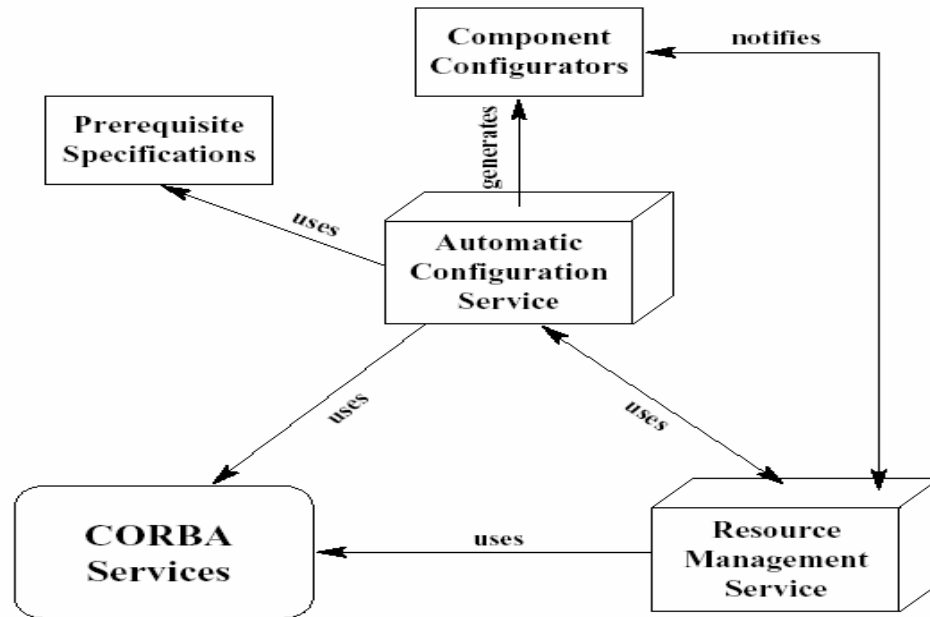 Component
Configurators
notifies
Prerequisite
Specifications
generates
uses
Automatic
Configuration
Service
uses
uses
CORBA
Services
uses
Resource
Management
Service